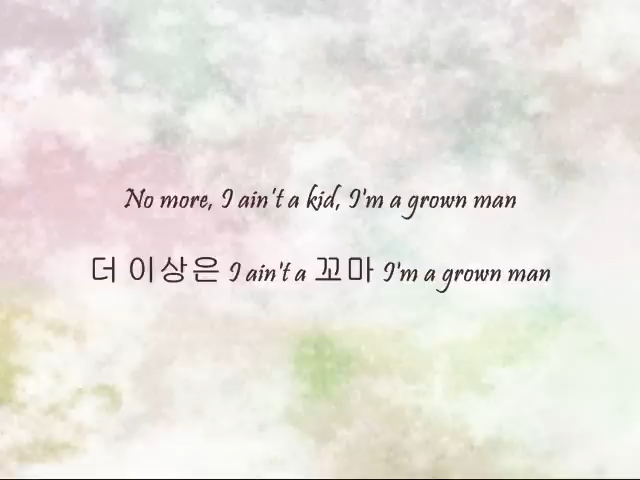 No more, I ain't a kid, I'm a grown man
더 이상은 I ain't a 꼬마 I'm a grown man